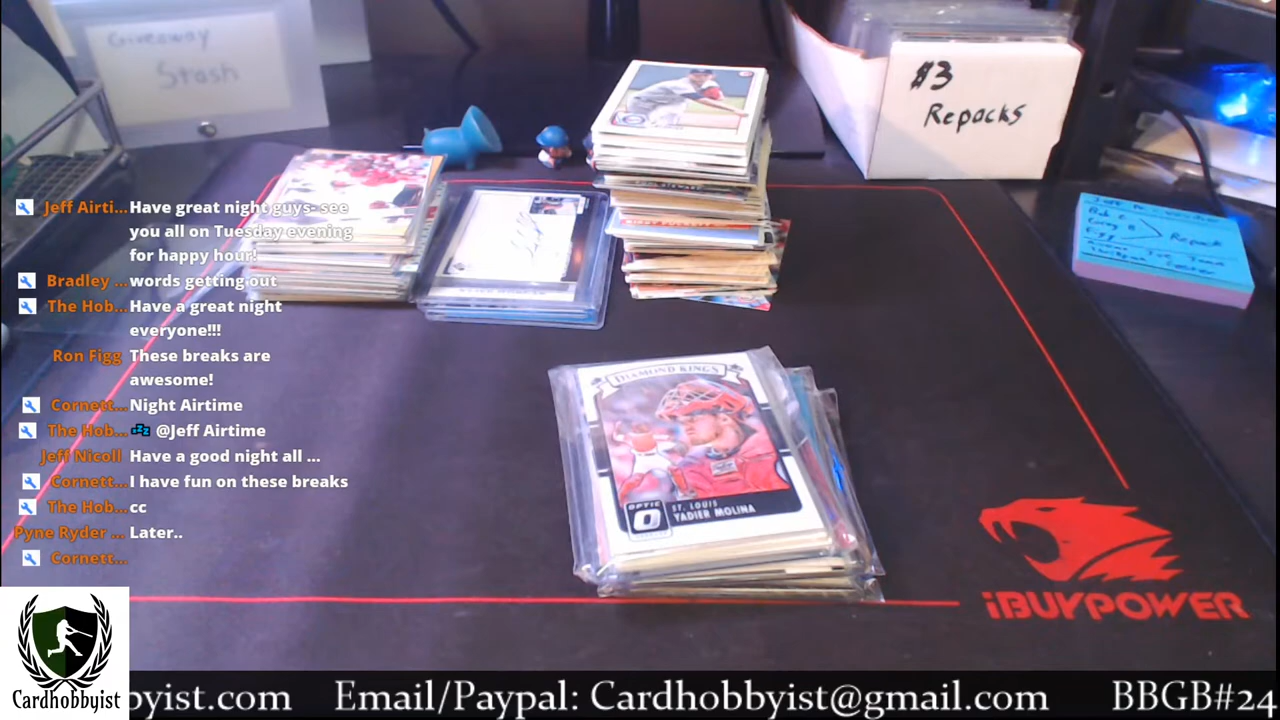 Giveaway
Stash
$3
Repacks
Repack
Jeff Airti...Have great night guys- see
you all on Tuesday evening
for happy hour!
Bradley ...words getting out
The Hob...Have a great night
everyone!!!
Ron Figg These breaks are
awesome!
Cornett...Night Airtime
The Hob... @Jeff Airtime
Jeff Nicoll Have a good night all ...
Cornett...I have fun on these breaks
The Hob...cc
Pyne Ryder ... Later..
Cornett...
DIAMOND KINGS
OPTIC
ST. LOUIS
YADIER MOLINA
iBUYPOWER
Cardhobbyist
byist.com Email/Paypal: Cardhobbyist@gmail.com BBGB#24